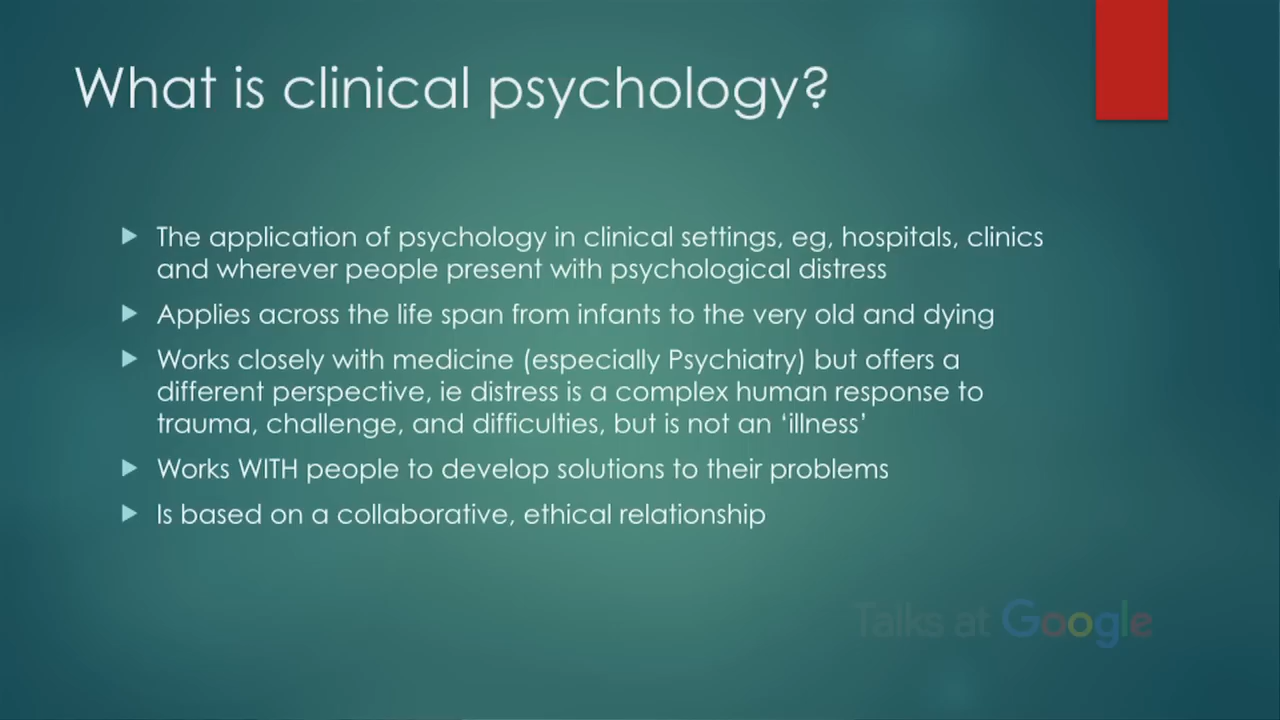 What is clinical psychology?
The application of psychology in clinical settings, eg, hospitals, clinics
and wherever people present with psychological distress
Applies across the life span from infants to the very old and dying
Works closely with medicine (especially Psychiatry) but offers a
different perspective, ie distress is a complex human response to
trauma, challenge, and difficulties, but is not an ‘illness’
Works WITH people to develop solutions to their problems
Is based on a collaborative, ethical relationship
Talks at Google